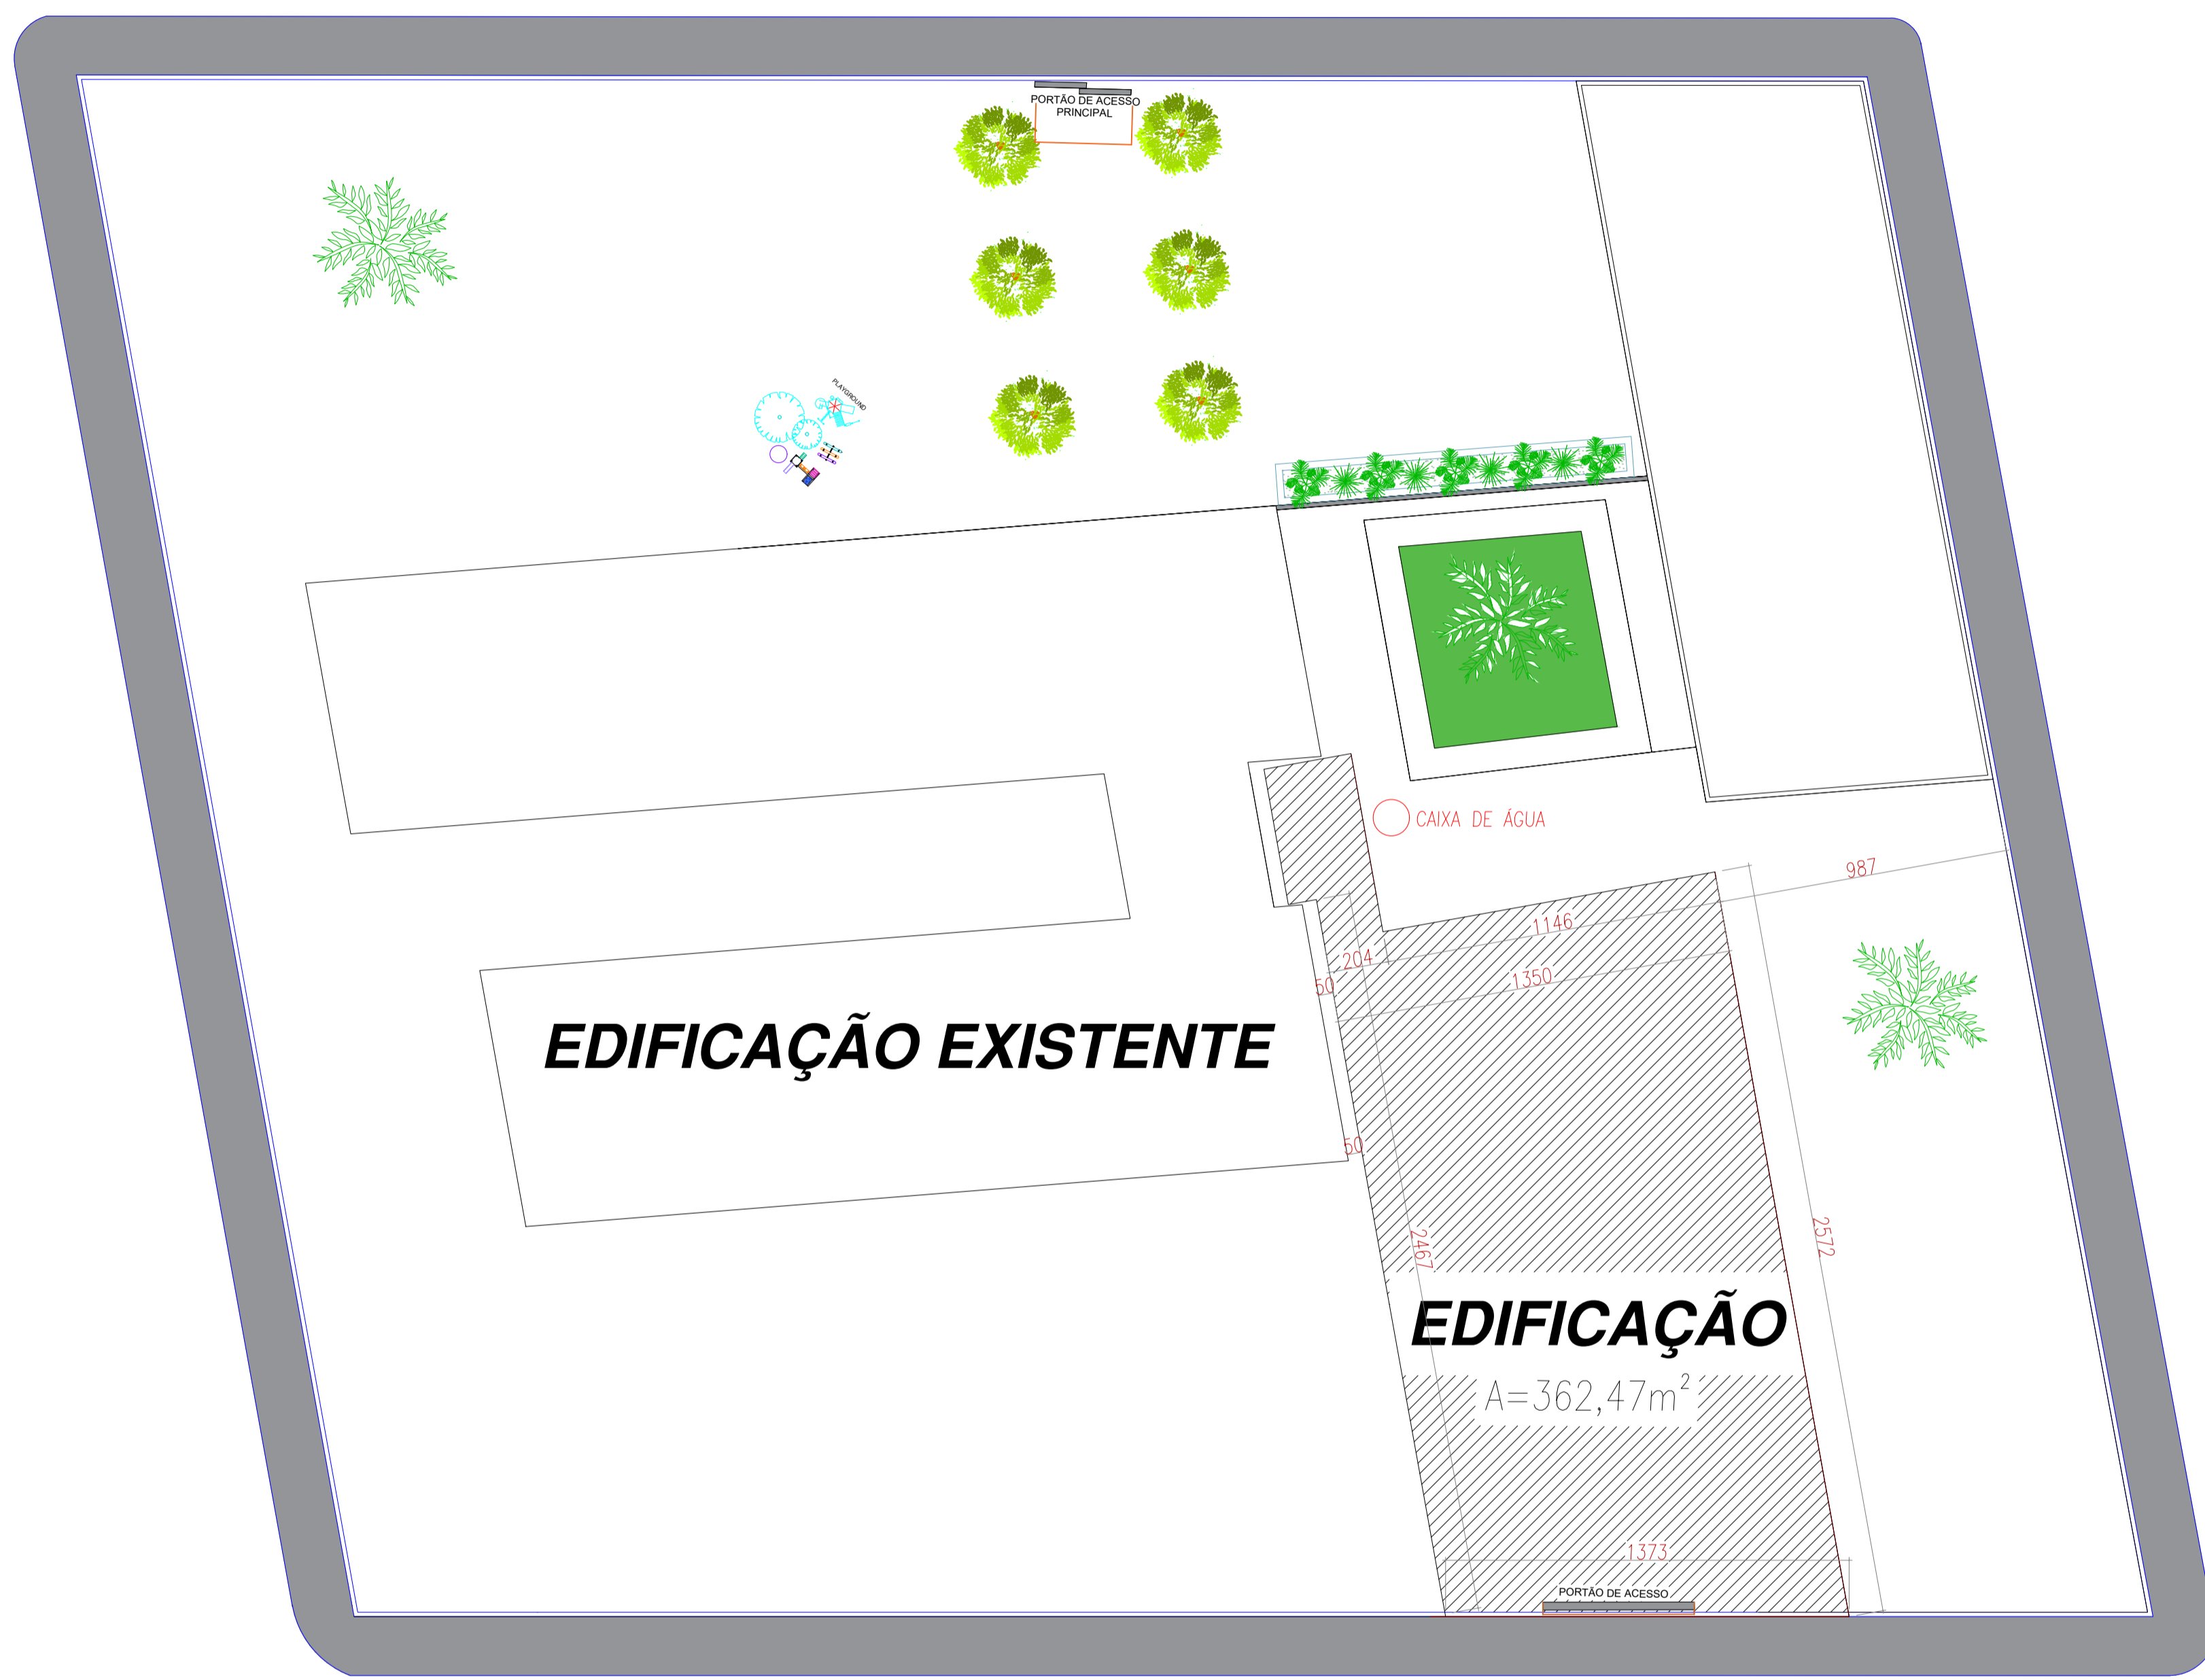 PORTÃO DE ACESSO
PRINCIPAL
PLAYGROUND
CAIXA DE ÁGUA
987
1146
204
1350
50
EDIFICAÇÃO EXISTENTE
50
2467
2572
EDIFICAÇÃO
A=362,47m²
1373
PORTÃO DE ACESSO